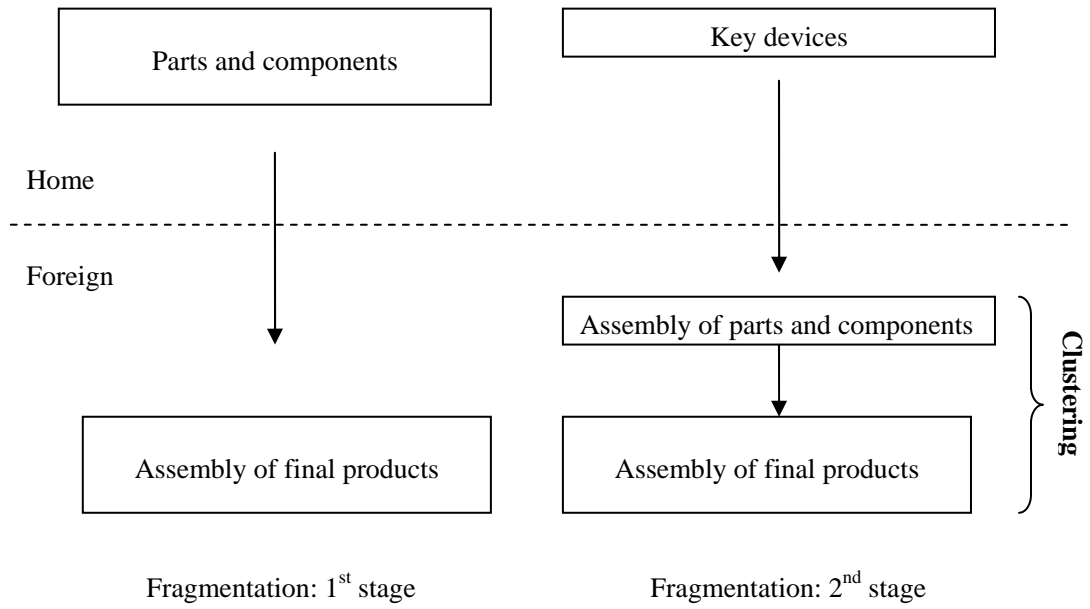 Parts and components
Key devices
Home
Foreign
Assembly of parts and components
Clustering
Assembly of final products
Assembly of final products
Fragmentation: 1st stage
Fragmentation: 2nd stage